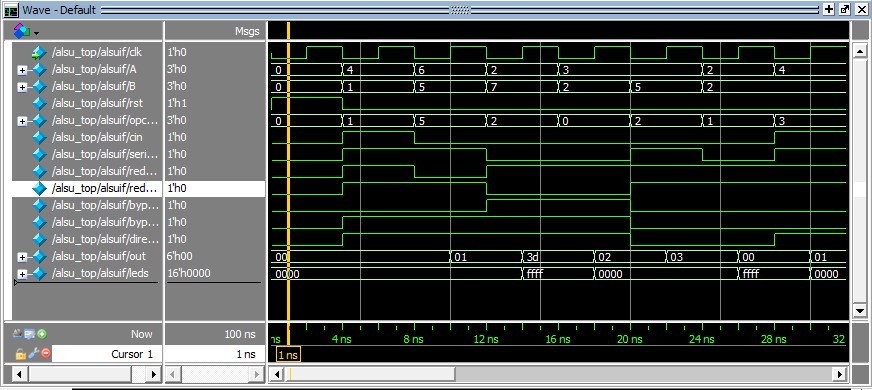 Wave - Default
Msgs
/alsu_top/alsuif/clk 1'h0
/alsu_top/alsuif/A 3'h0 0 4 6 2 3 2 4
/alsu_top/alsuif/B 3'h0 0 1 5 7 2 5 2
/alsu_top/alsuif/rst 1'h1
/alsu_top/alsuif/opc... 3'h0 0 1 5 2 0 2 1 3
/alsu_top/alsuif/cin 1'h0
/alsu_top/alsuif/seri... 1'h0
/alsu_top/alsuif/red... 1'h0
/alsu_top/alsuif/red... 1'h0
/alsu_top/alsuif/byp... 1'h0
/alsu_top/alsuif/byp... 1'h0
/alsu_top/alsuif/dire... 1'h0
/alsu_top/alsuif/out 6'h00 00 01 3d 02 03 00 01
/alsu_top/alsuif/leds 16'h0000 0000 ffff 0000 ffff 0000
Now 100 ns ns 4 ns 8 ns 12 ns 16 ns 20 ns 24 ns 28 ns 32
Cursor 1 1 ns 1 ns